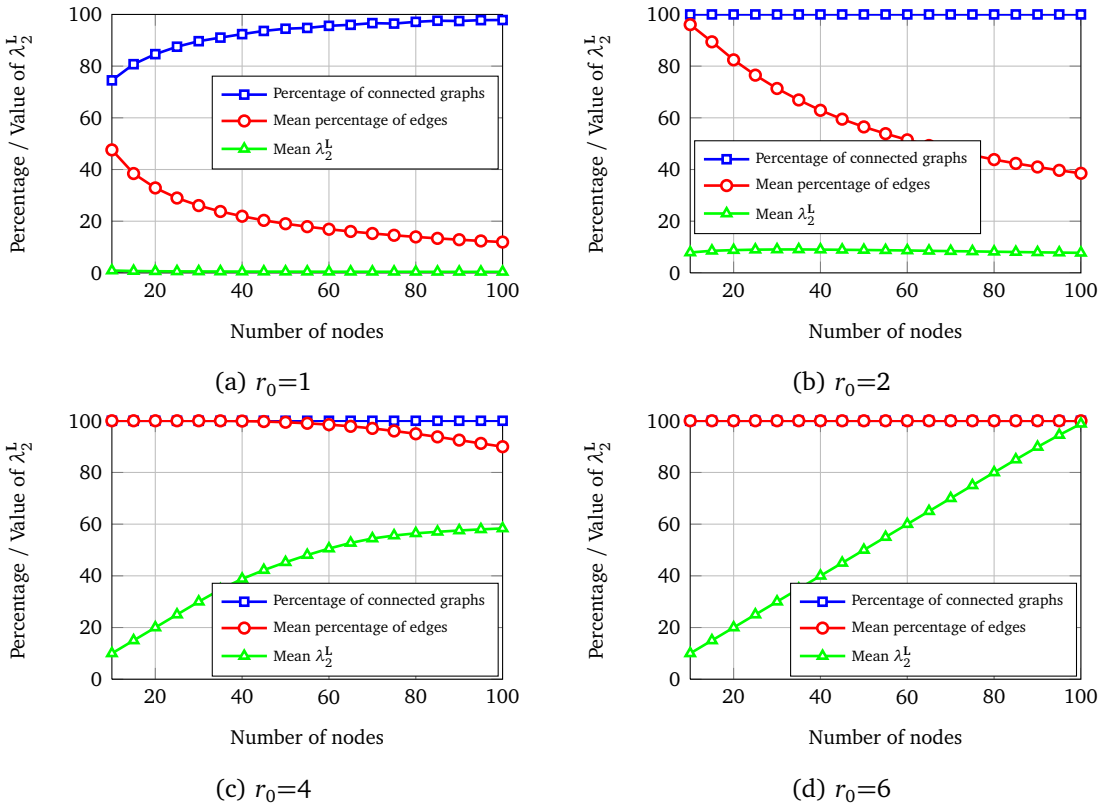 100
80
60
40
20
0
Percentage / Value of λ₂ᴸ
Percentage of connected graphs
Mean percentage of edges
Mean λ₂ᴸ
20 40 60 80 100
Number of nodes
(a) r₀=1
100
80
60
40
20
0
Percentage / Value of λ₂ᴸ
Percentage of connected graphs
Mean percentage of edges
Mean λ₂ᴸ
20 40 60 80 100
Number of nodes
(b) r₀=2
100
80
60
40
20
0
Percentage / Value of λ₂ᴸ
Percentage of connected graphs
Mean percentage of edges
Mean λ₂ᴸ
20 40 60 80 100
Number of nodes
(c) r₀=4
100
80
60
40
20
0
Percentage / Value of λ₂ᴸ
Percentage of connected graphs
Mean percentage of edges
Mean λ₂ᴸ
20 40 60 80 100
Number of nodes
(d) r₀=6